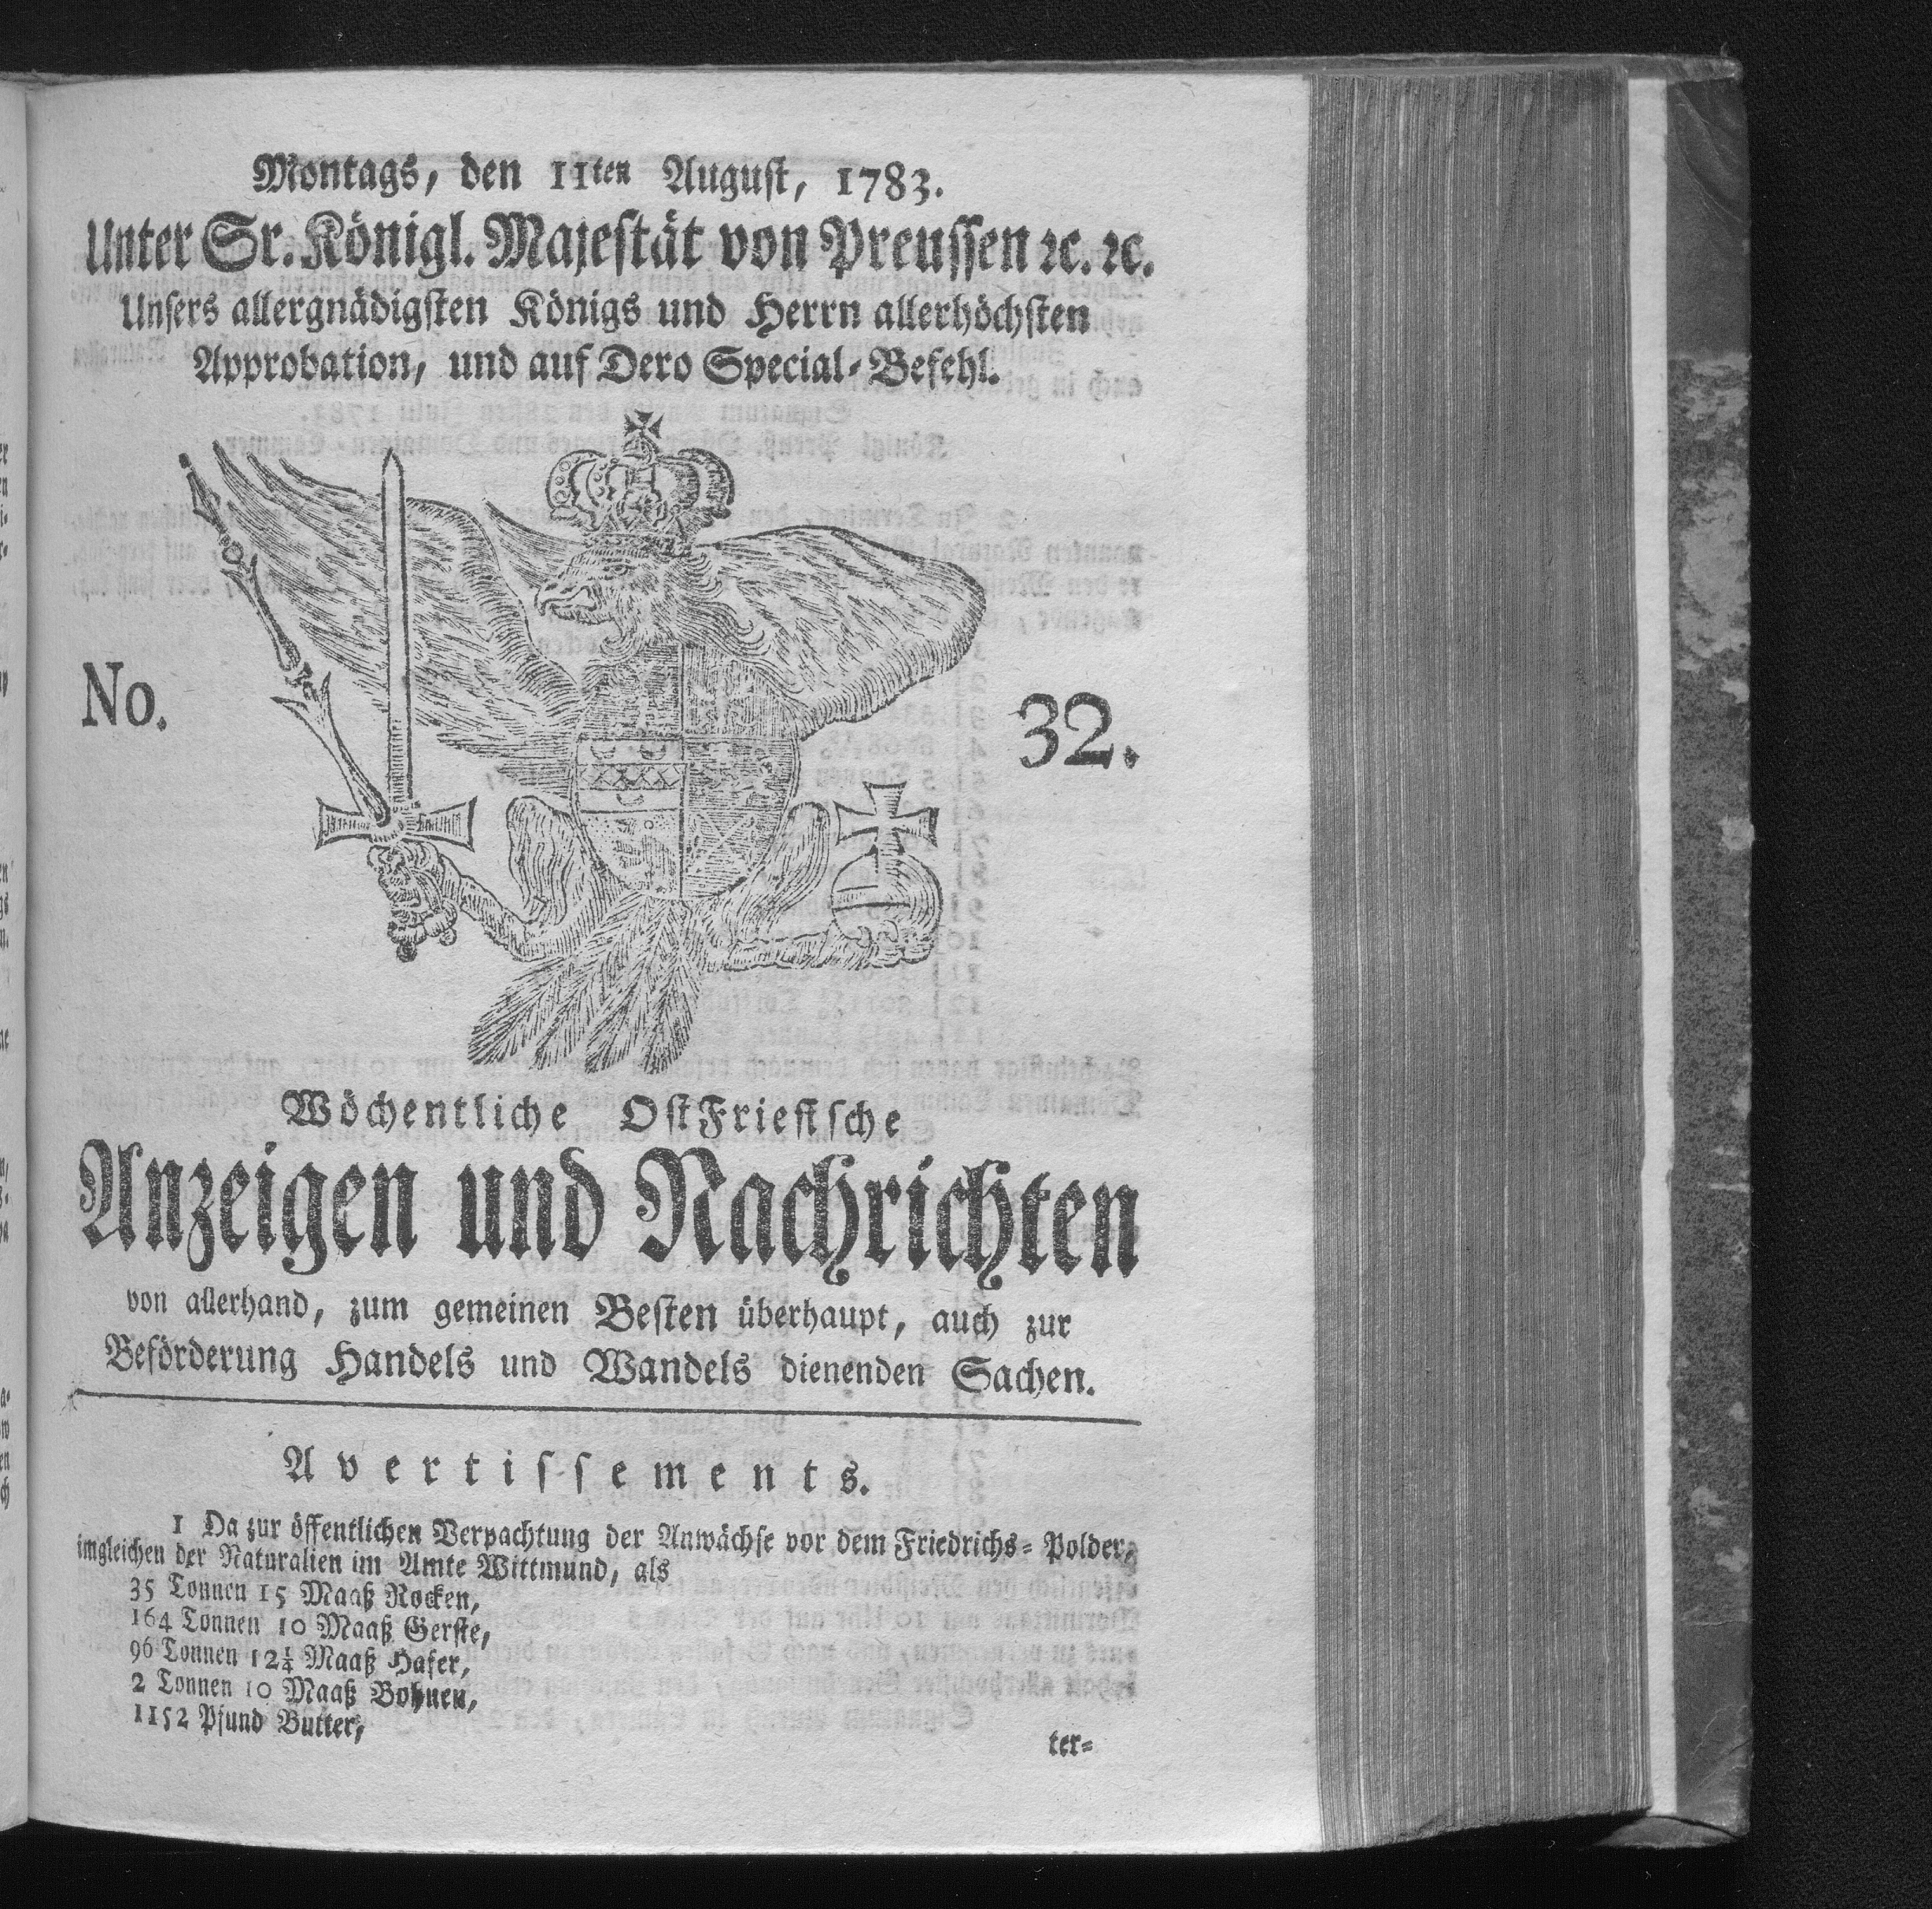 Montags, den 11ten August, 1783.
Unter Sr. Königl. Majestät von Preussen ꝛc. ꝛc.
Unsers allergnädigsten Königs und Herrn allerhöchsten
Approbation, und auf Dero Special-Befehl.
No. 32.
Wöchentliche OstFriesische
Anzeigen und Nachrichten
von allerhand, zum gemeinen Besten überhaupt, auch zur
Beförderung Handels und Wandels dienenden Sachen.
Avertissements.
1 Da zur öffentlichen Verpachtung der Anwächse vor dem Friedrichs-Polder,
imgleichen der Naturalien im Amte Wittmund, als
35 Tonnen 15 Maaß Rocken,
164 Tonnen 10 Maaß Gerste,
96 Tonnen 12¼ Maaß Hafer,
2 Tonnen 10 Maaß Bohnen,
1152 Pfund Butter,
ter-